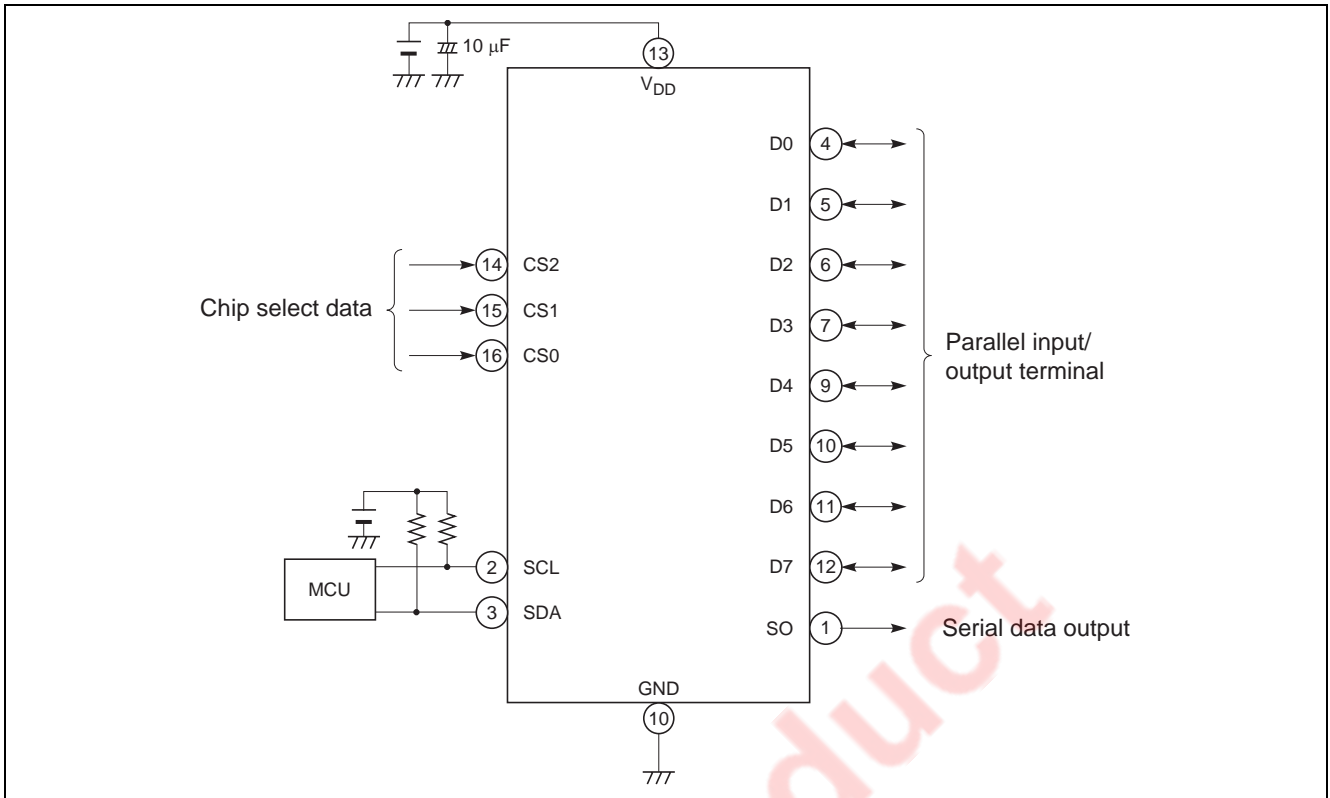 10 μF
13
VDD
D0 4
D1 5
14 CS2
D2 6
Chip select data
15 CS1
D3 7
Parallel input/
output terminal
16 CS0
D4 9
D5 10
D6 11
2 SCL
D7 12
MCU
3 SDA
SO 1 Serial data output
GND
10
duct